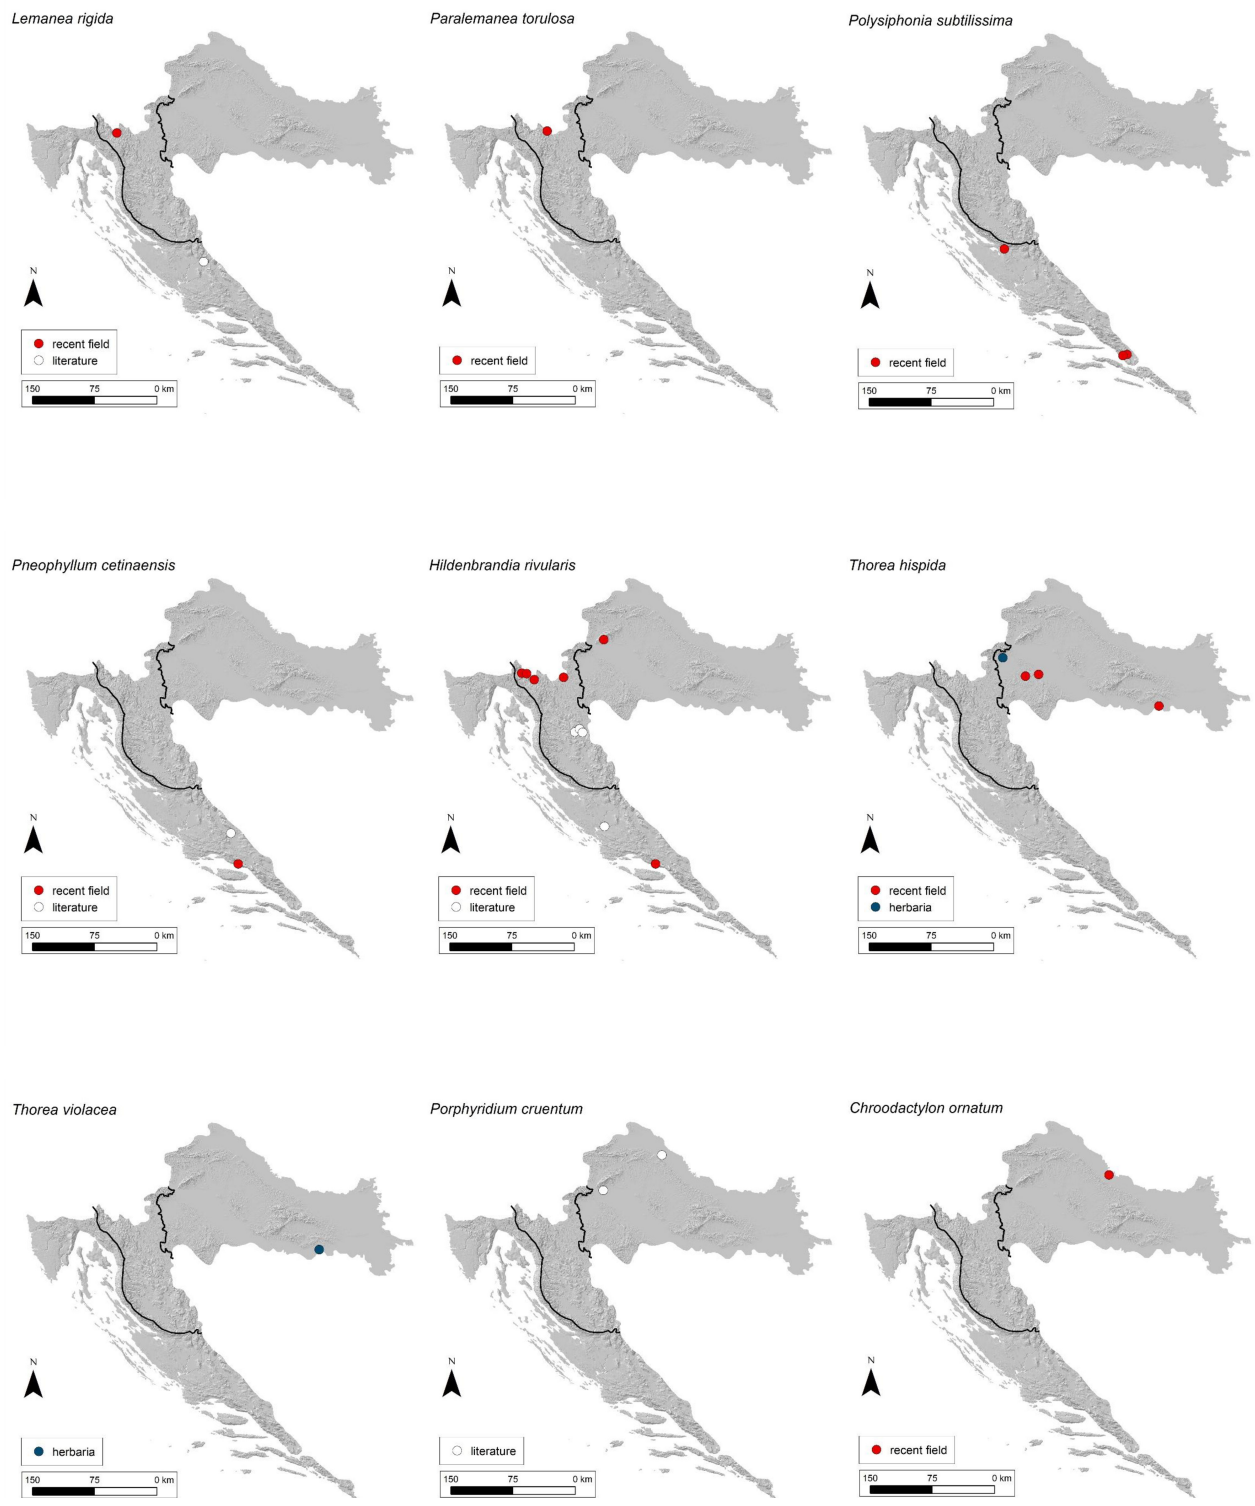 Lemanea rigida
N
recent field
literature
150 75 0 km
Paralemanea torulosa
N
recent field
150 75 0 km
Polysiphonia subtilissima
N
recent field
150 75 0 km
Pneophyllum cetinaensis
N
recent field
literature
150 75 0 km
Hildenbrandia rivularis
N
recent field
literature
150 75 0 km
Thorea hispida
N
recent field
herbaria
150 75 0 km
Thorea violacea
N
herbaria
150 75 0 km
Porphyridium cruentum
N
literature
150 75 0 km
Chroodactylon ornatum
N
recent field
150 75 0 km